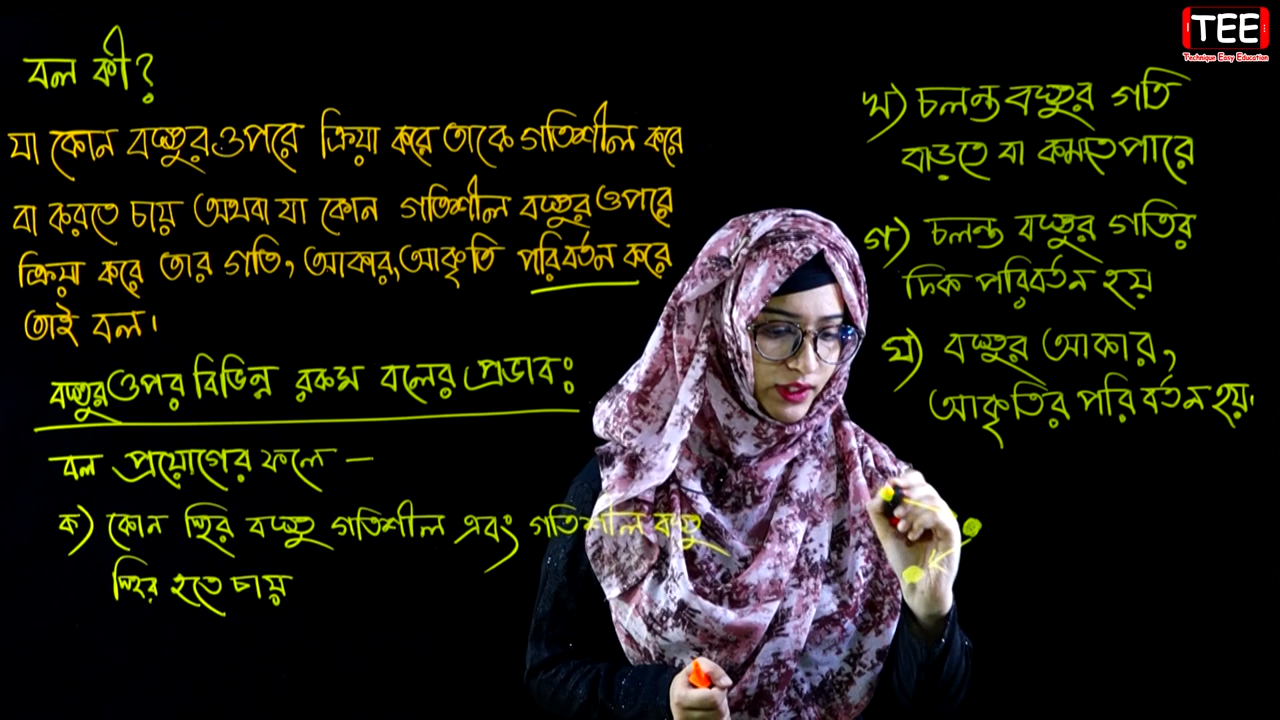 বল কী?
যা কোন বস্তুর ওপরে ক্রিয়া করে তাকে গতিশীল করে
বা করতে চায় অথবা যা কোন গতিশীল বস্তুর ওপরে
ক্রিয়া করে তার গতি, আকার, আকৃতি পরিবর্তন করে
তাই বল।
বস্তুর ওপর বিভিন্ন রকম বলের প্রভাবঃ
বল প্রয়োগের ফলে —
ক) কোন স্থির বস্তু গতিশীল এবং গতিশীল বস্তু
স্থির হতে চায়
খ) চলন্ত বস্তুর গতি
বাড়তে বা কমতে পারে
গ) চলন্ত বস্তুর গতির
দিক পরিবর্তন হয়
ঘ) বস্তুর আকার,
আকৃতির পরিবর্তন হয়।
TEE
Technique Easy Education